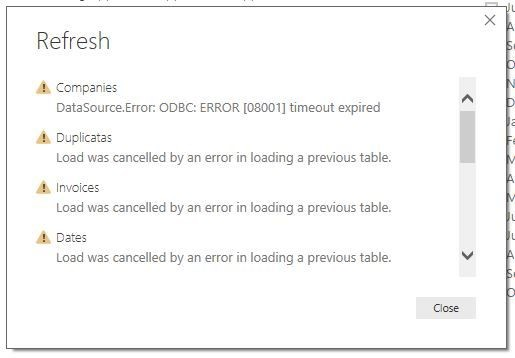 Refresh
Companies
DataSource.Error: ODBC: ERROR [08001] timeout expired
Duplicatas
Load was cancelled by an error in loading a previous table.
Invoices
Load was cancelled by an error in loading a previous table.
Dates
Load was cancelled by an error in loading a previous table.
Close